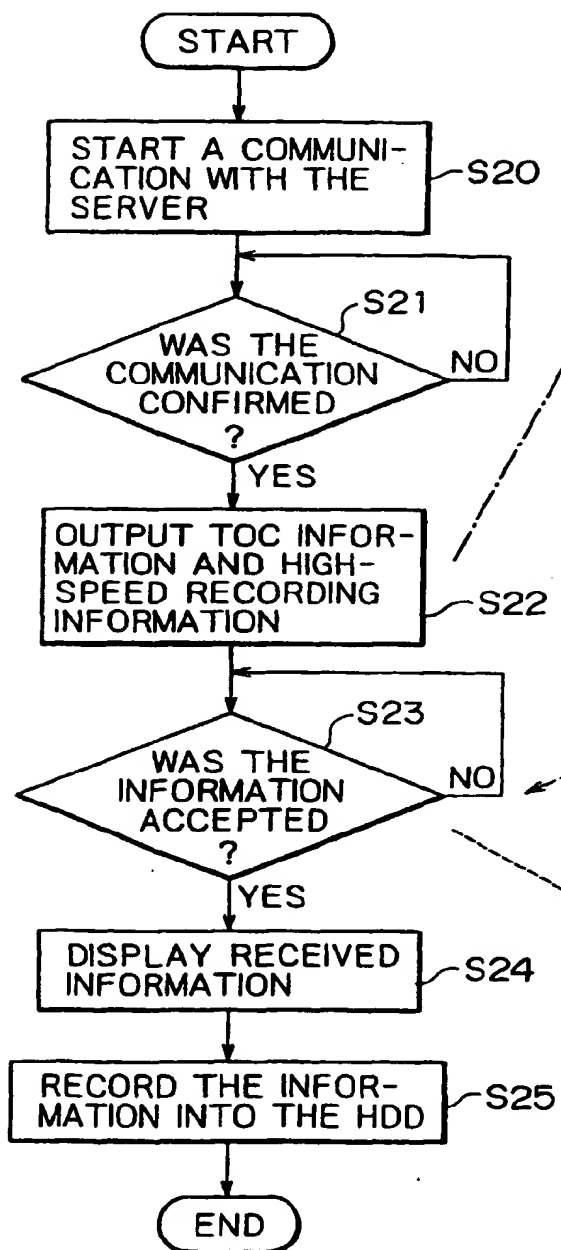 START
START A COMMUNI-
CATION WITH THE
SERVER
S20
S21
WAS THE
COMMUNICATION
CONFIRMED
?
NO
YES
OUTPUT TOC INFOR-
MATION AND HIGH-
SPEED RECORDING
INFORMATION
S22
S23
WAS THE
INFORMATION
ACCEPTED
?
NO
YES
DISPLAY RECEIVED
INFORMATION
S24
RECORD THE INFOR-
MATION INTO THE HDD
S25
END